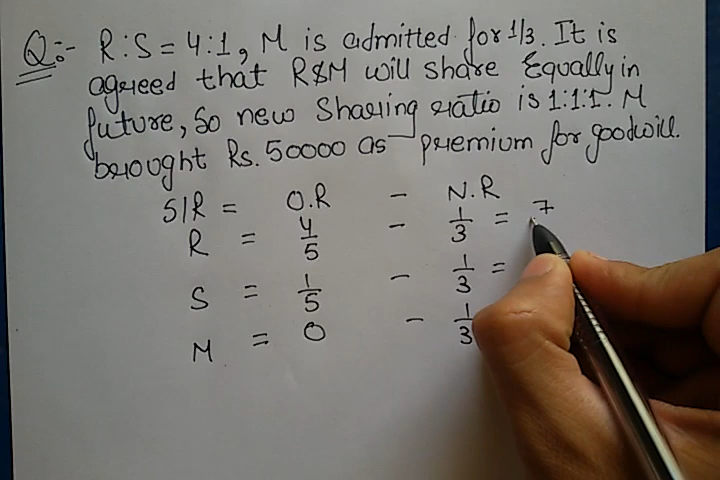 Q:- R:S = 4:1, M is admitted for 1/3. It is
agreed that R&M will share Equally in
future, So new Sharing ratio is 1:1:1. M
brought Rs. 50000 as premium for goodwill.
S/R = O.R - N.R
R = 4/5 - 1/3 = 7
S = 1/5 - 1/3 =
M = 0 - 1/3